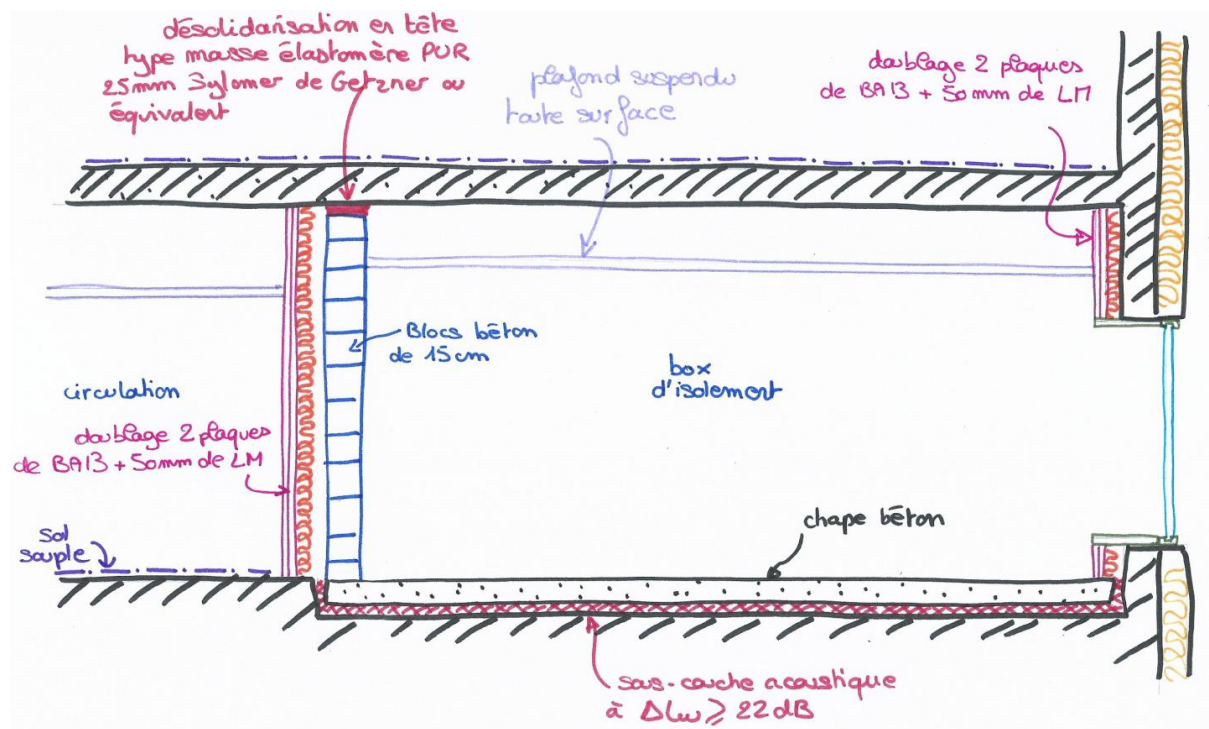 désolidarisation en tête
type masse élastomère PUR
25mm Sylomer de Getzner ou
équivalent
plafond suspendu
toute surface
doublage 2 plaques
de BA13 + 50mm de LM
Blocs béton
de 15cm
box
d'isolement
circulation
doublage 2 plaques
de BA13 + 50mm de LM
sol
souple
chape béton
sous-couche acoustique
à ΔLw ≥ 22dB